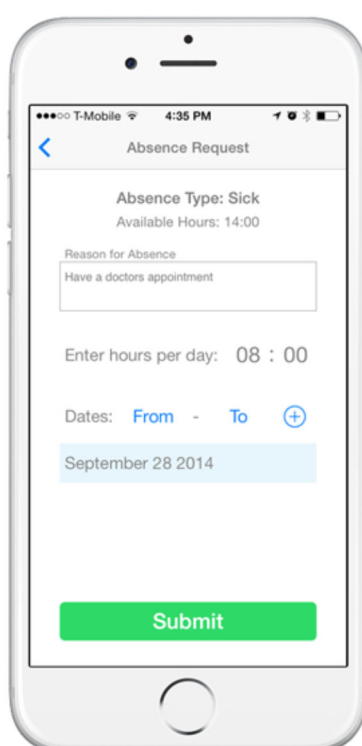 T-Mobile 4:35 PM
Absence Request
Absence Type: Sick
Available Hours: 14:00
Reason for Absence
Have a doctors appointment
Enter hours per day: 08 : 00
Dates: From - To
September 28 2014
Submit